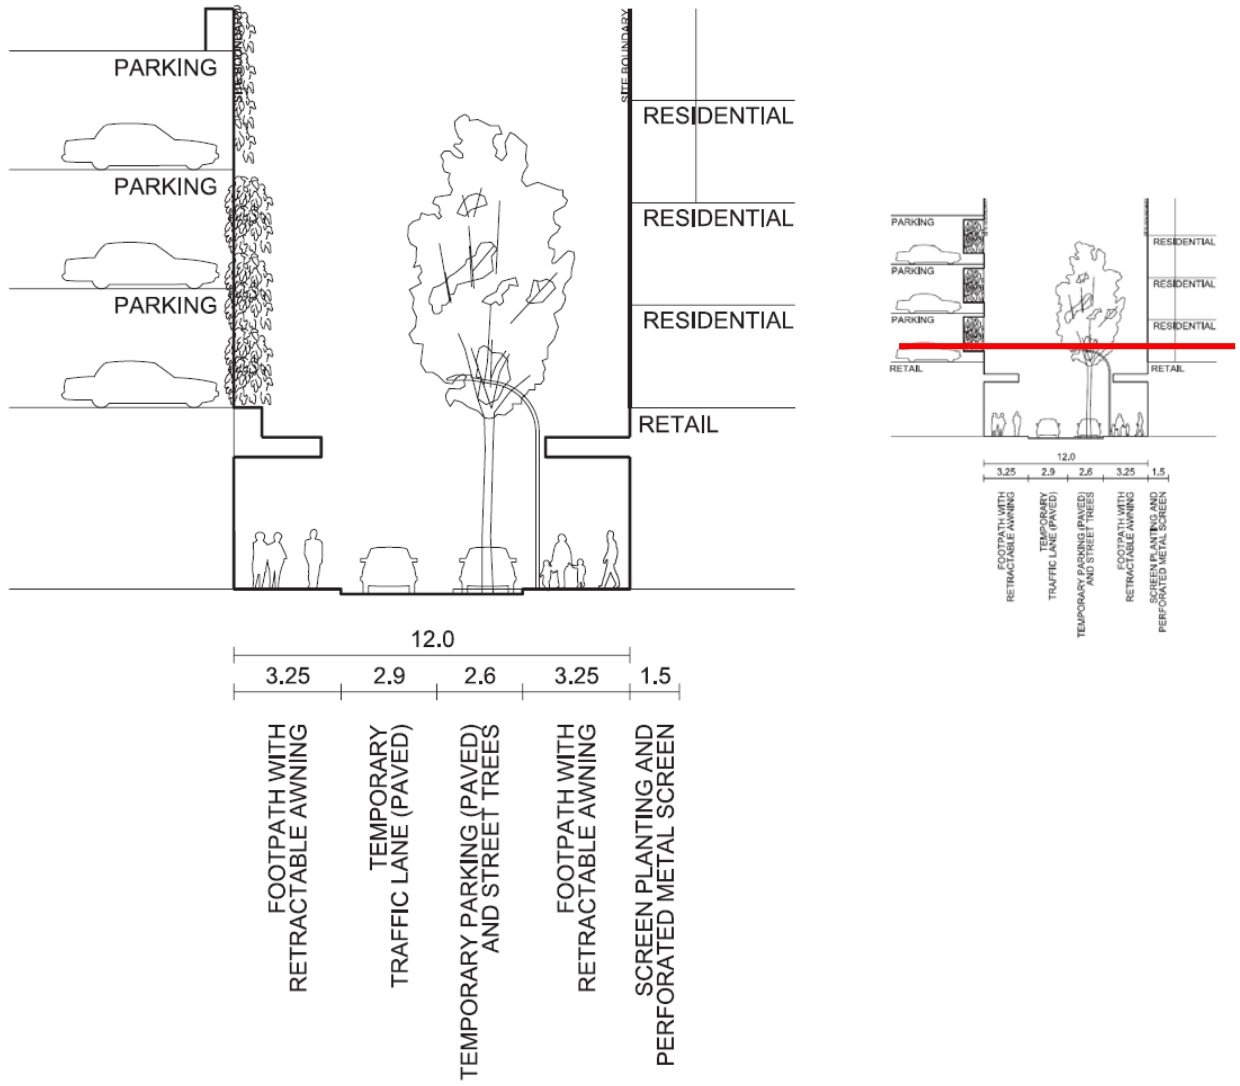 PARKING
SITE BOUNDARY
SITE BOUNDARY
RESIDENTIAL
PARKING
RESIDENTIAL
PARKING
RESIDENTIAL
RETAIL
12.0
3.25 2.9 2.6 3.25 1.5
FOOTPATH WITH
RETRACTABLE AWNING
TEMPORARY
TRAFFIC LANE (PAVED)
TEMPORARY PARKING (PAVED)
AND STREET TREES
FOOTPATH WITH
RETRACTABLE AWNING
SCREEN PLANTING AND
PERFORATED METAL SCREEN
PARKING
RESIDENTIAL
PARKING
RESIDENTIAL
PARKING
RESIDENTIAL
RETAIL
RETAIL
12.0
3.25 2.9 2.6 3.25 1.5
FOOTPATH WITH
RETRACTABLE AWNING
TEMPORARY
TRAFFIC LANE (PAVED)
TEMPORARY PARKING (PAVED)
AND STREET TREES
FOOTPATH WITH
RETRACTABLE AWNING
SCREEN PLANTING AND
PERFORATED METAL SCREEN